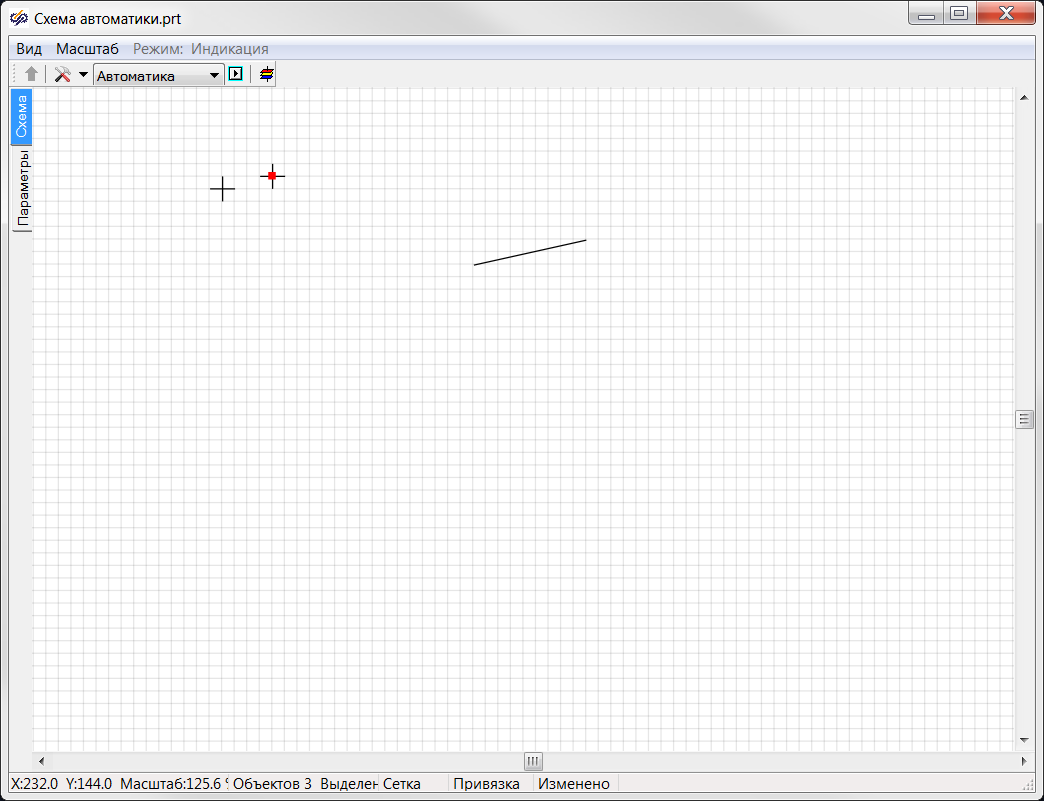 Схема автоматики.prt
Вид Масштаб Режим: Индикация
Автоматика
Схема
Параметры
X:232.0 Y:144.0 Масштаб:125.6 % Объектов 3 Выделен Сетка Привязка Изменено